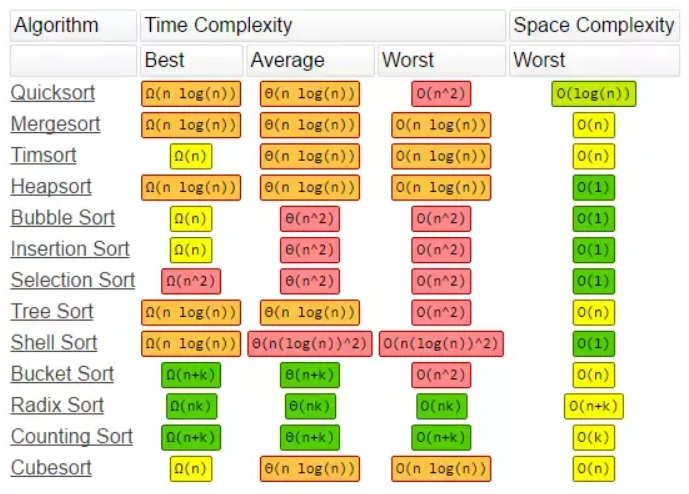 Algorithm Time Complexity Space Complexity
Best Average Worst Worst
Quicksort Ω(n log(n)) Θ(n log(n)) O(n^2) O(log(n))
Mergesort Ω(n log(n)) Θ(n log(n)) O(n log(n)) O(n)
Timsort Ω(n) Θ(n log(n)) O(n log(n)) O(n)
Heapsort Ω(n log(n)) Θ(n log(n)) O(n log(n)) O(1)
Bubble Sort Ω(n) Θ(n^2) O(n^2) O(1)
Insertion Sort Ω(n) Θ(n^2) O(n^2) O(1)
Selection Sort Ω(n^2) Θ(n^2) O(n^2) O(1)
Tree Sort Ω(n log(n)) Θ(n log(n)) O(n^2) O(n)
Shell Sort Ω(n log(n)) Θ(n(log(n))^2) O(n(log(n))^2) O(1)
Bucket Sort Ω(n+k) Θ(n+k) O(n^2) O(n)
Radix Sort Ω(nk) Θ(nk) O(nk) O(n+k)
Counting Sort Ω(n+k) Θ(n+k) O(n+k) O(k)
Cubesort Ω(n) Θ(n log(n)) O(n log(n)) O(n)